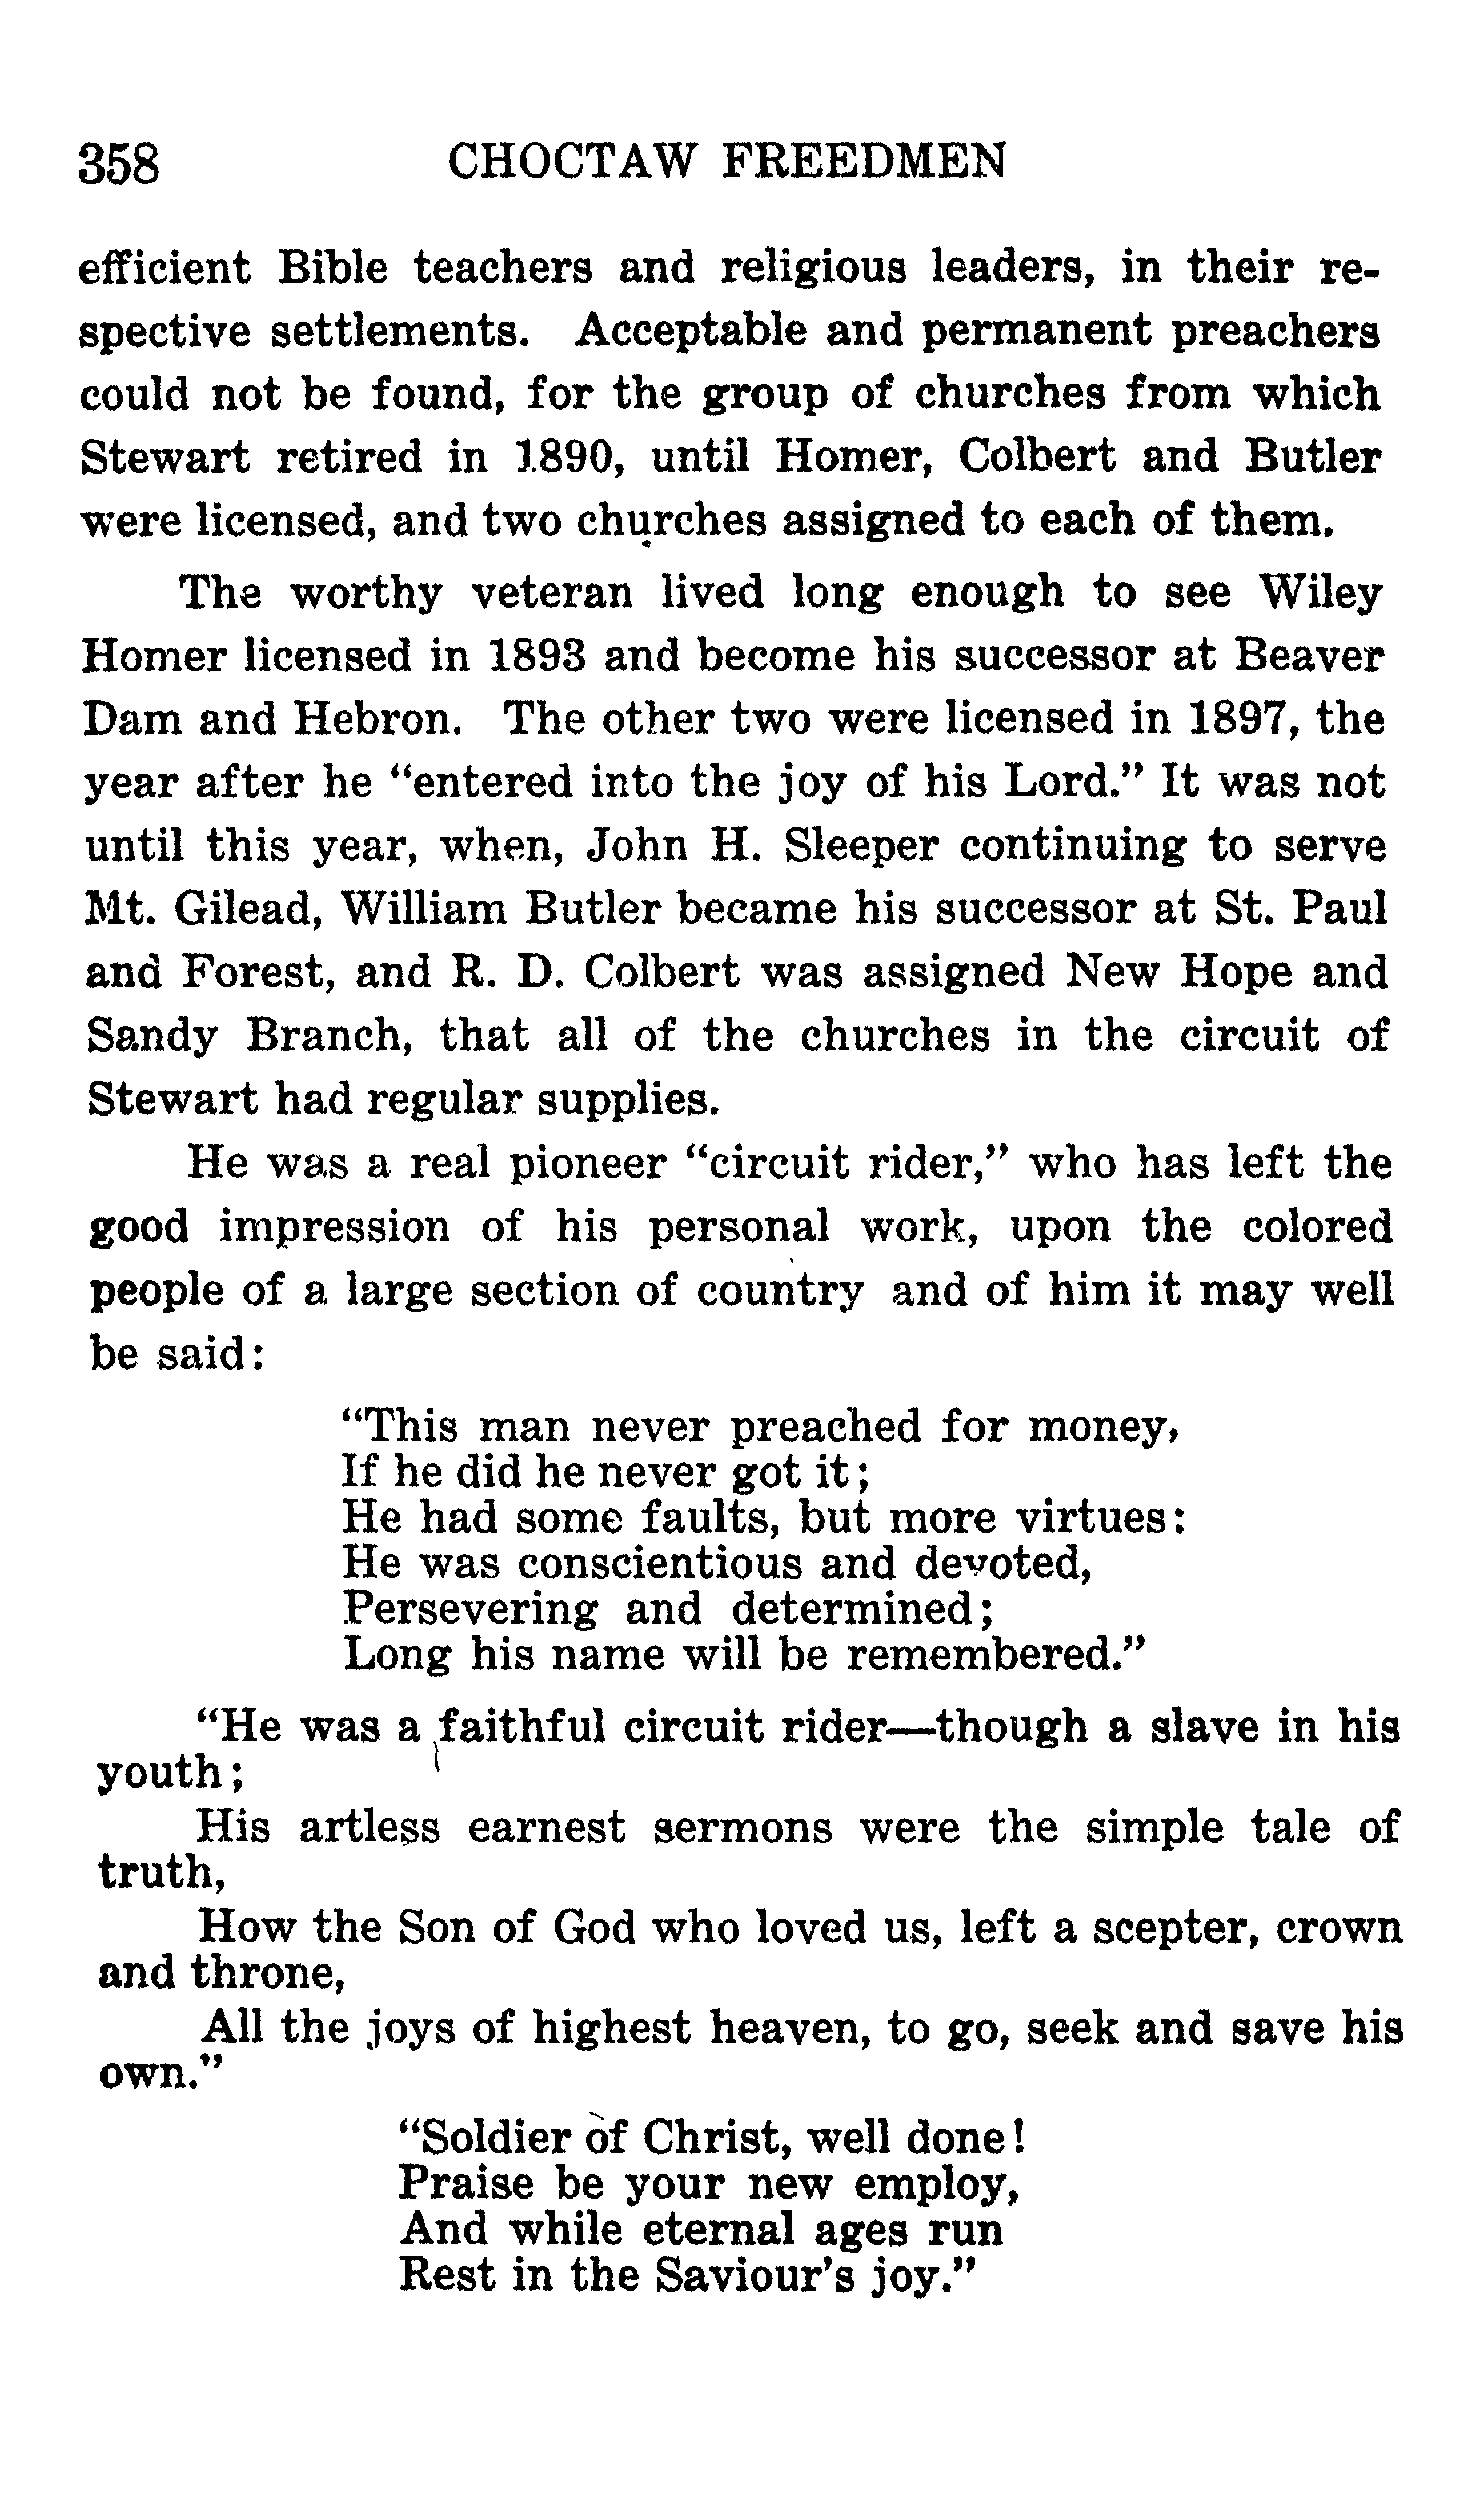 358 CHOCTAW FREEDMEN
efficient Bible teachers and religious leaders, in their re-
spective settlements. Acceptable and permanent preachers
could not be found, for the group of churches from which
Stewart retired in 1890, until Homer, Colbert and Butler
were licensed, and two churches assigned to each of them.
The worthy veteran lived long enough to see Wiley
Homer licensed in 1893 and become his successor at Beaver
Dam and Hebron. The other two were licensed in 1897, the
year after he “entered into the joy of his Lord.” It was not
until this year, when, John H. Sleeper continuing to serve
Mt. Gilead, William Butler became his successor at St. Paul
and Forest, and R. D. Colbert was assigned New Hope and
Sandy Branch, that all of the churches in the circuit of
Stewart had regular supplies.
He was a real pioneer “circuit rider,” who has left the
good impression of his personal work, upon the colored
people of a large section of country and of him it may well
be said:
“This man never preached for money,
If he did he never got it;
He had some faults, but more virtues:
He was conscientious and devoted,
Persevering and determined;
Long his name will be remembered.”
“He was a faithful circuit rider—though a slave in his
youth;
His artless earnest sermons were the simple tale of
truth,
How the Son of God who loved us, left a scepter, crown
and throne,
All the joys of highest heaven, to go, seek and save his
own.”
“Soldier of Christ, well done!
Praise be your new employ,
And while eternal ages run
Rest in the Saviour's joy.”